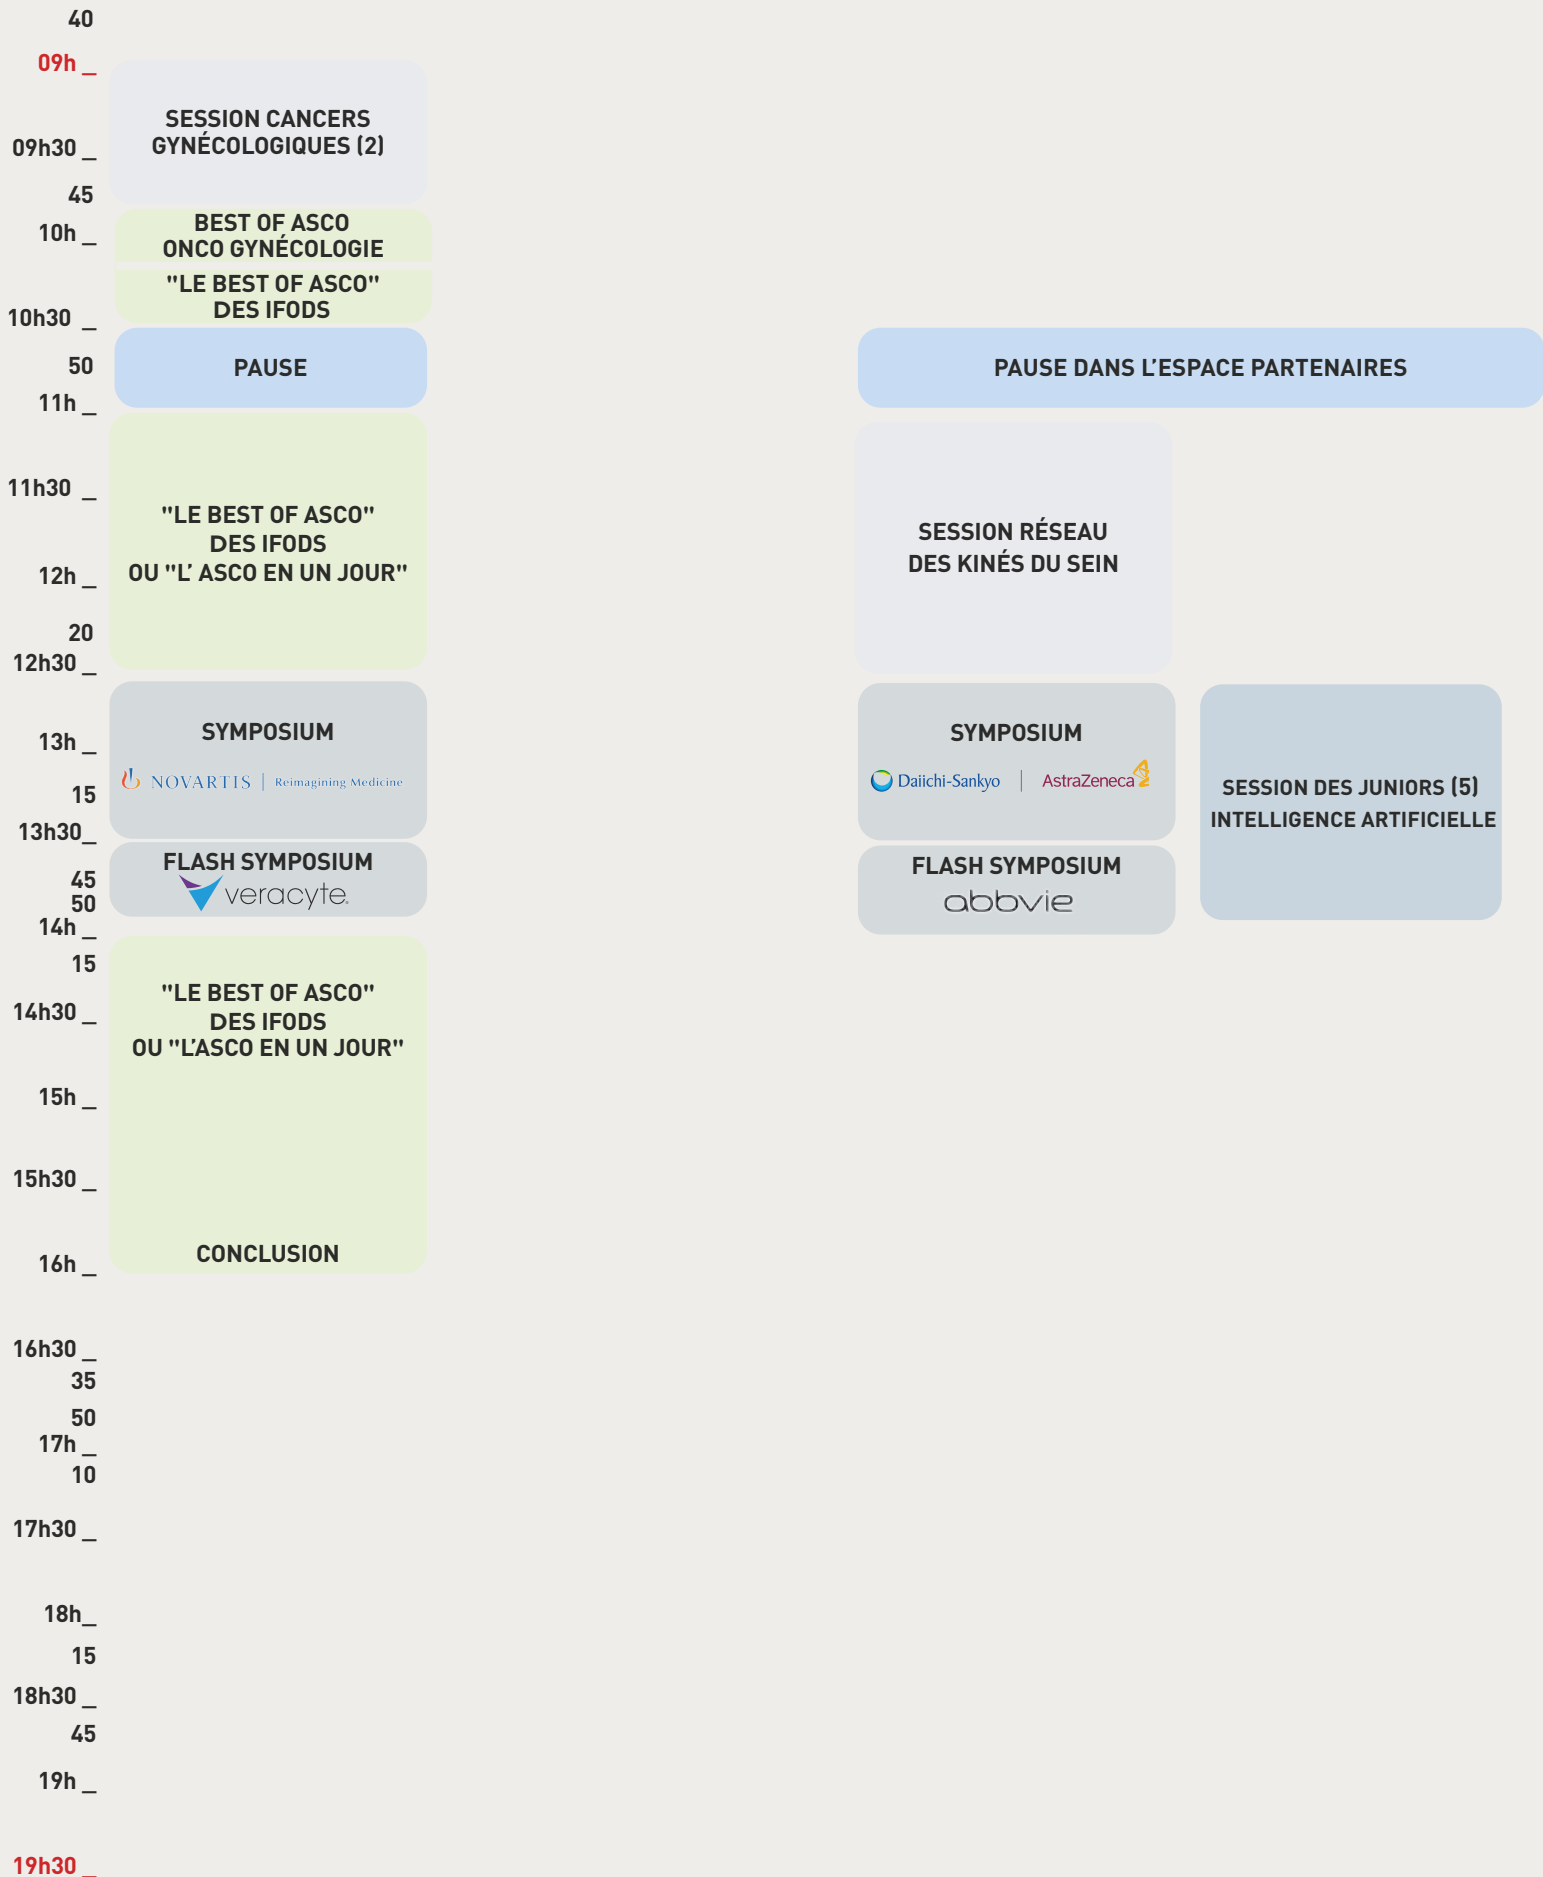 40
09h _
SESSION CANCERS
GYNÉCOLOGIQUES (2)
09h30 _
45
BEST OF ASCO
10h _
ONCO GYNÉCOLOGIE
"LE BEST OF ASCO"
DES IFODS
10h30 _
50
PAUSE
PAUSE DANS L'ESPACE PARTENAIRES
11h _
11h30 _
"LE BEST OF ASCO"
DES IFODS
OU "L' ASCO EN UN JOUR"
SESSION RÉSEAU
DES KINÉS DU SEIN
12h _
20
12h30 _
SYMPOSIUM
NOVARTIS | Reimagining Medicine
SYMPOSIUM
Daiichi-Sankyo | AstraZeneca
SESSION DES JUNIORS (5)
INTELLIGENCE ARTIFICIELLE
13h _
15
13h30 _
FLASH SYMPOSIUM
veracyte.
FLASH SYMPOSIUM
abbvie
45
50
14h _
15
"LE BEST OF ASCO"
DES IFODS
OU "L'ASCO EN UN JOUR"
14h30 _
15h _
15h30 _
CONCLUSION
16h _
16h30 _
35
50
17h _
10
17h30 _
18h _
15
18h30 _
45
19h _
19h30 _